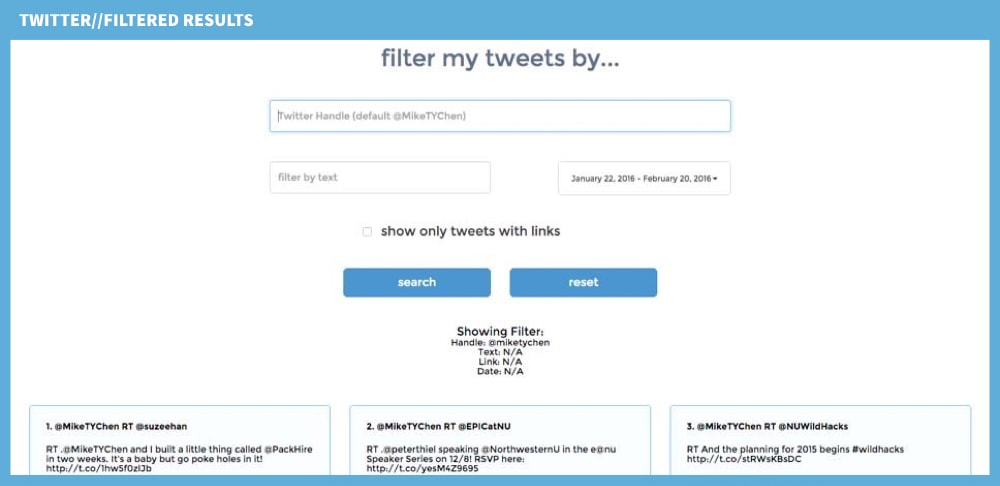 TWITTER//FILTERED RESULTS
filter my tweets by...
Twitter Handle (default @MikeTYChen)
filter by text
January 22, 2016 - February 20, 2016
show only tweets with links
search
reset
Showing Filter:
Handle: @miketychen
Text: N/A
Link: N/A
Date: N/A
1. @MikeTYChen RT @suzeehan
RT .@MikeTYChen and I built a little thing called @PackHire
in two weeks. It's a baby but go poke holes in it!
http://t.co/1hw5f0zIJb
2. @MikeTYChen RT @EPICatNU
RT .@peterthiel speaking @NorthwesternU in the e@nu
Speaker Series on 12/8! RSVP here:
http://t.co/yesM4Z9695
3. @MikeTYChen RT @NUWildHacks
RT And the planning for 2015 begins #wildhacks
http://t.co/stRWsKBsDC